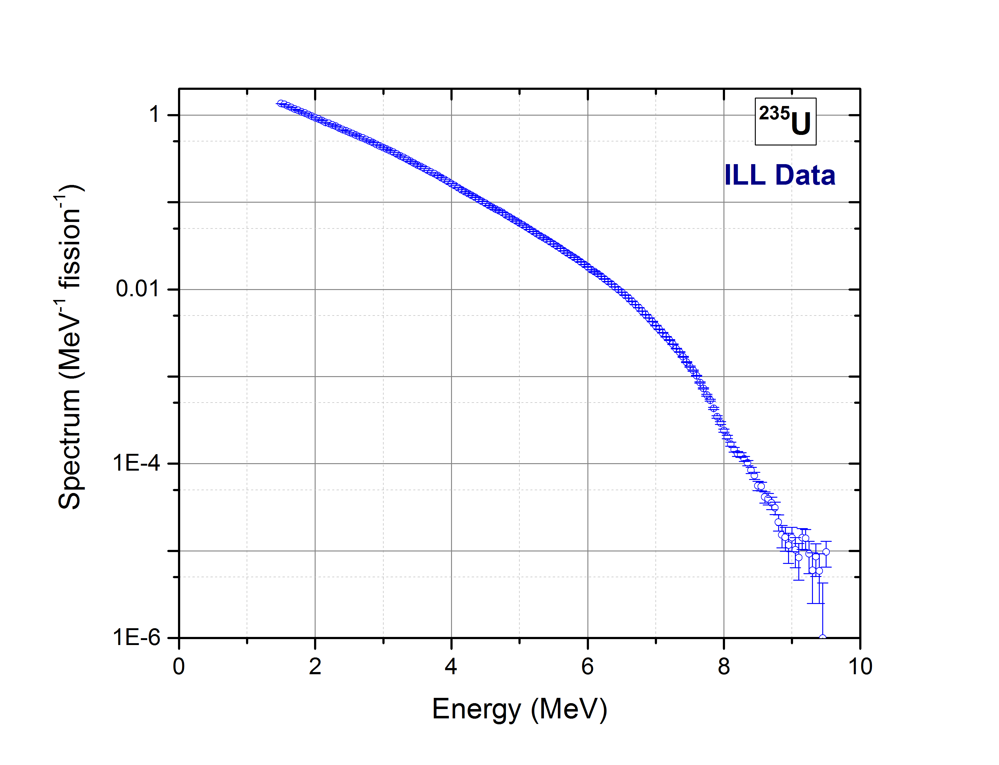 ²³⁵U
ILL Data
Spectrum (MeV⁻¹ fission⁻¹)
1
0.01
1E-4
1E-6
0 2 4 6 8 10
Energy (MeV)